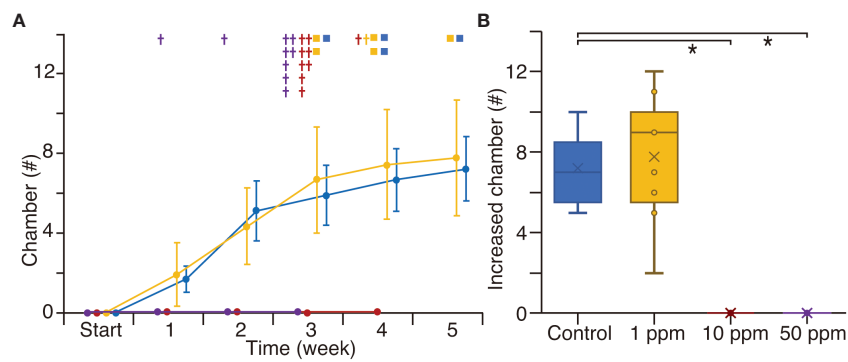 A
Chamber (#)
12
8
4
0
Start 1 2 3 4 5
Time (week)
B
Increased chamber (#)
12
8
4
0
* *
Control 1 ppm 10 ppm 50 ppm